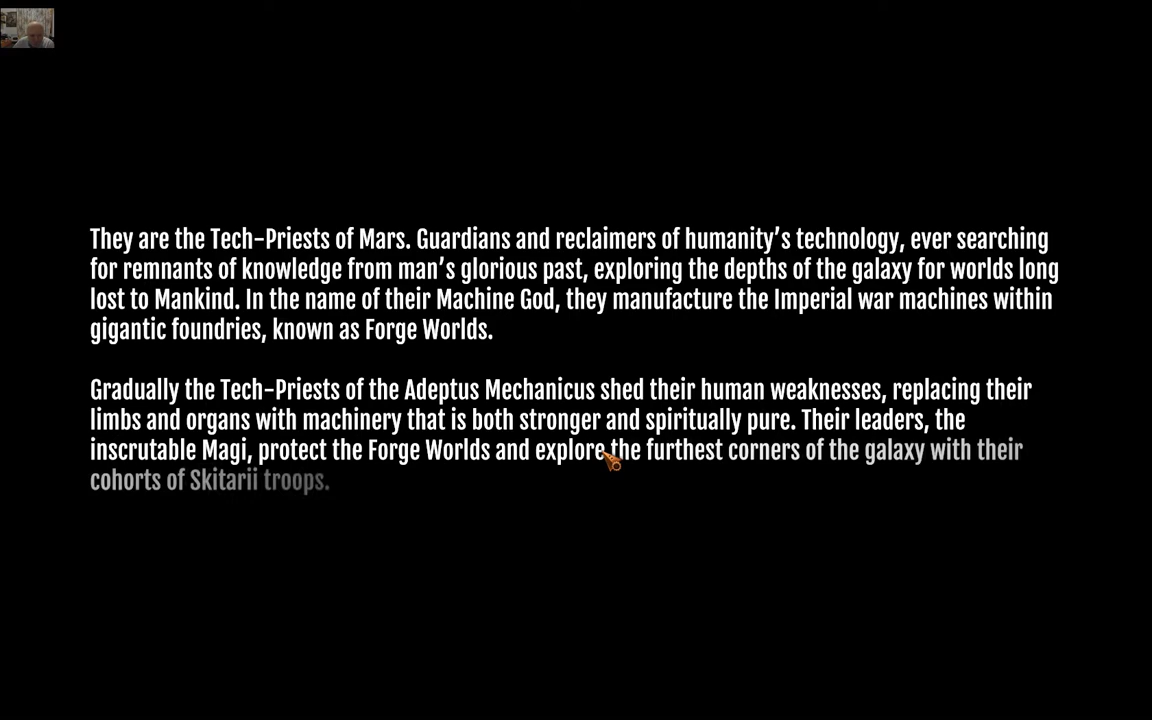 They are the Tech-Priests of Mars. Guardians and reclaimers of humanity's technology, ever searching
for remnants of knowledge from man's glorious past, exploring the depths of the galaxy for worlds long
lost to Mankind. In the name of their Machine God, they manufacture the Imperial war machines within
gigantic foundries, known as Forge Worlds.
Gradually the Tech-Priests of the Adeptus Mechanicus shed their human weaknesses, replacing their
limbs and organs with machinery that is both stronger and spiritually pure. Their leaders, the
inscrutable Magi, protect the Forge Worlds and explore the furthest corners of the galaxy with their
cohorts of Skitarii troops.